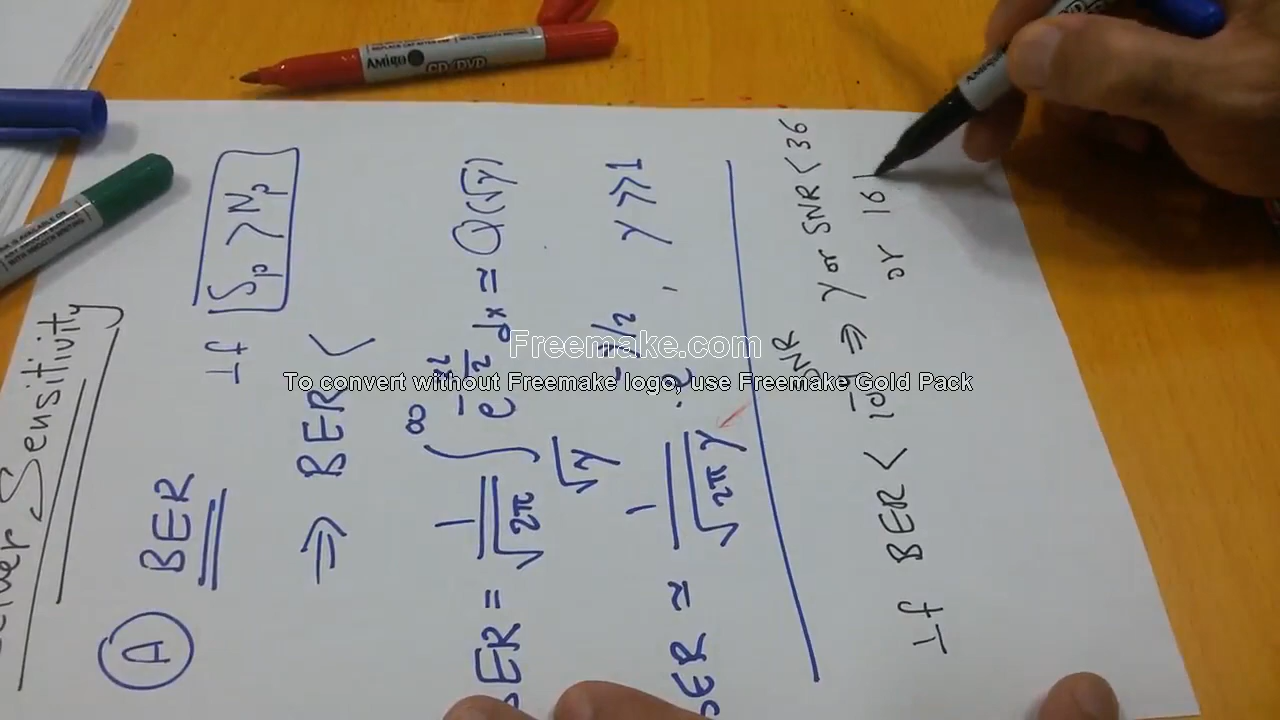 Sensitivity
Ⓐ BER if Sp > Np
⇒ BER <
BER = 1/√2π ∫_√γ^∞ e^(-x²/2) dx = Q(√γ)
BER ≈ 1/√2πγ · e^(-γ/2) , γ >> 1
SNR
If BER < 10⁻⁹ ⇒ γ or SNR < 36
or 16
AMiGO CD/DVD
Freemake.com
To convert without Freemake logo, use Freemake Gold Pack